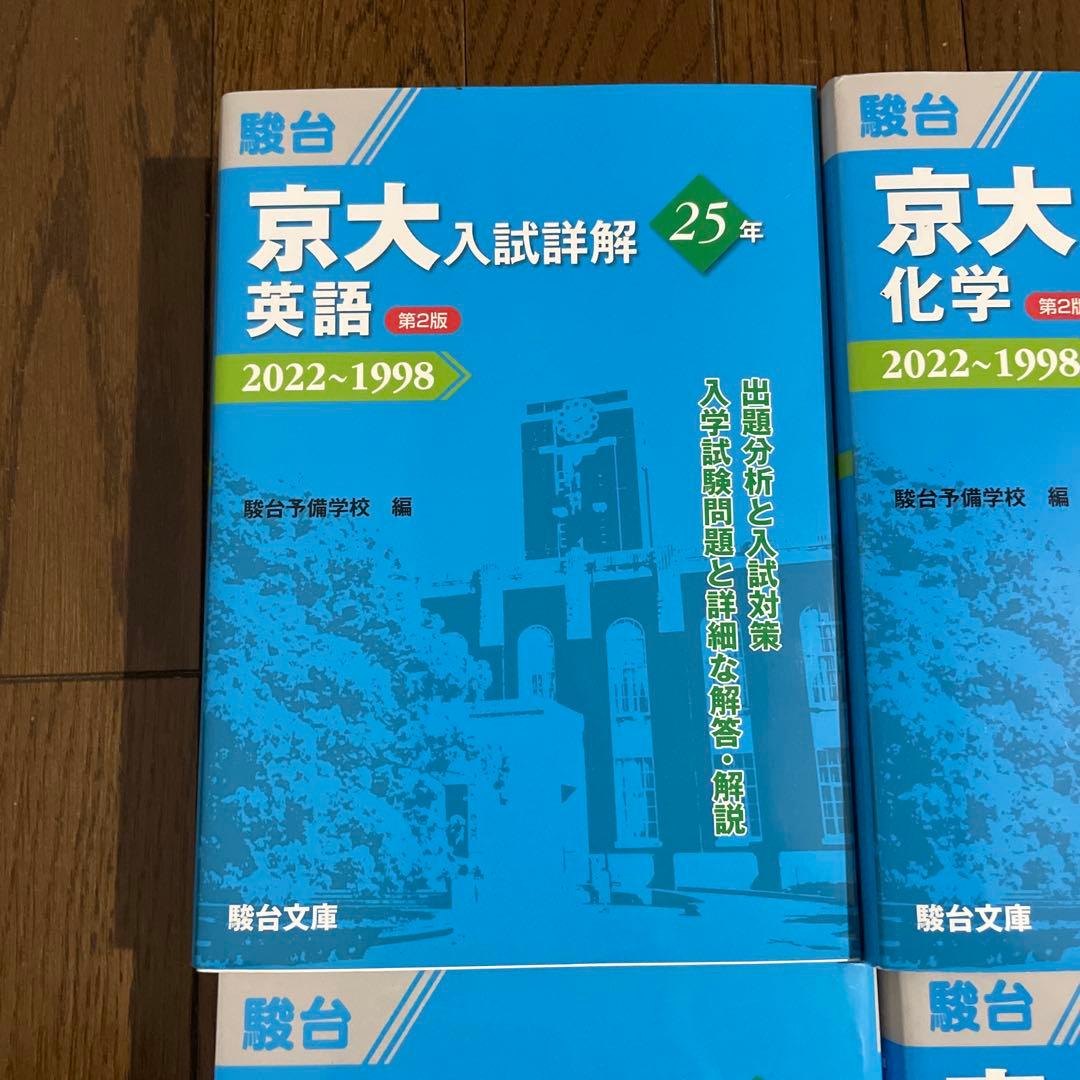 駿台
京大入試詳解 25年
英語 第2版
2022~1998
出題分析と入試対策
入学試験問題と詳細な解答・解説
駿台予備学校 編
駿台文庫
駿台
京大
化学 第2版
2022~1998
駿台予備学校 編
駿台文庫
駿台
駿台